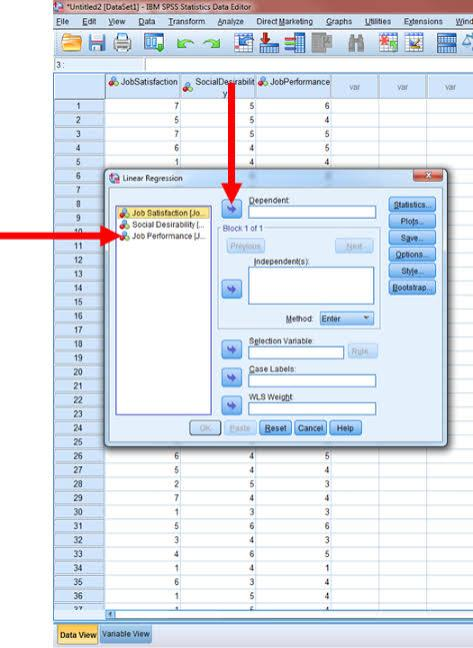 *Untitled2 [DataSet1] - IBM SPSS Statistics Data Editor
File Edit View Data Transform Analyze Direct Marketing Graphs Utilities Extensions Wind
3 :
JobSatisfaction SocialDesirabilit y JobPerformance var var var
1 7 5 6
2 5 5 4
3 7 5 5
4 6 4 5
5 1 4 4
6
7 Linear Regression
8 Dependent: Statistics...
9 Job Satisfaction [Jo... Block 1 of 1 Plots...
10 Social Desirability [... Previous Next Save...
11 Job Performance [J... Independent(s): Options...
12
13 Style...
14 Bootstrap...
15
16 Method: Enter
17
18 Selection Variable:
19 Rule...
20 Case Labels:
21
22 WLS Weight:
23
24 OK Paste Reset Cancel Help
25
26 6 4 5
27 5 4 4
28 2 5 3
29 7 4 4
30 1 3 3
31 5 6 6
32 3 4 3
33 4 6 5
34 1 4 1
35 6 3 4
36 1 5 4
37 1 4
Data View Variable View